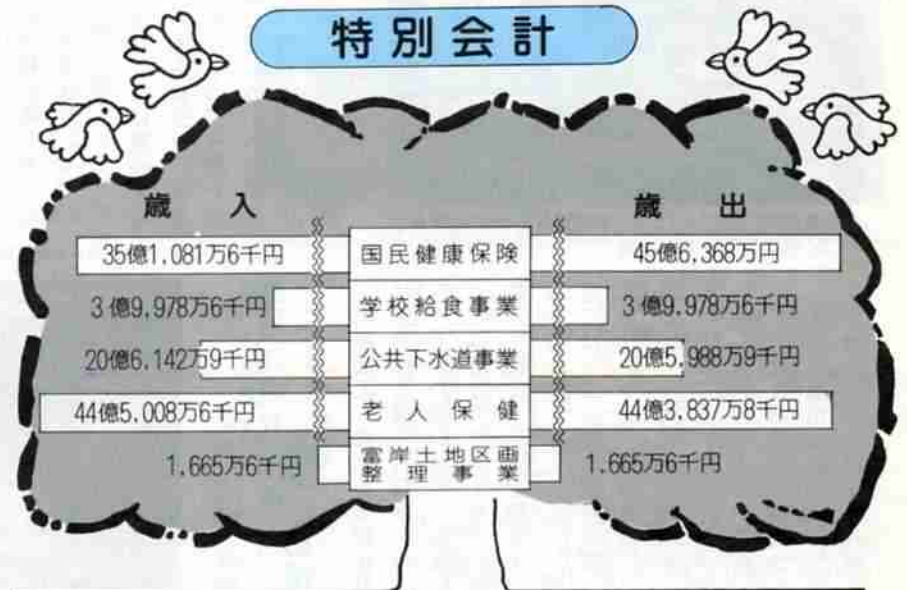 特別会計
歳入 歳出
35億1.081万6千円 国民健康保険 45億6.368万円
3億9.978万6千円 学校給食事業 3億9.978万6千円
20億6.142万9千円 公共下水道事業 20億5.988万9千円
44億5.008万6千円 老人保健 44億3.837万8千円
1.665万6千円 富岸土地区画整理事業 1.665万6千円